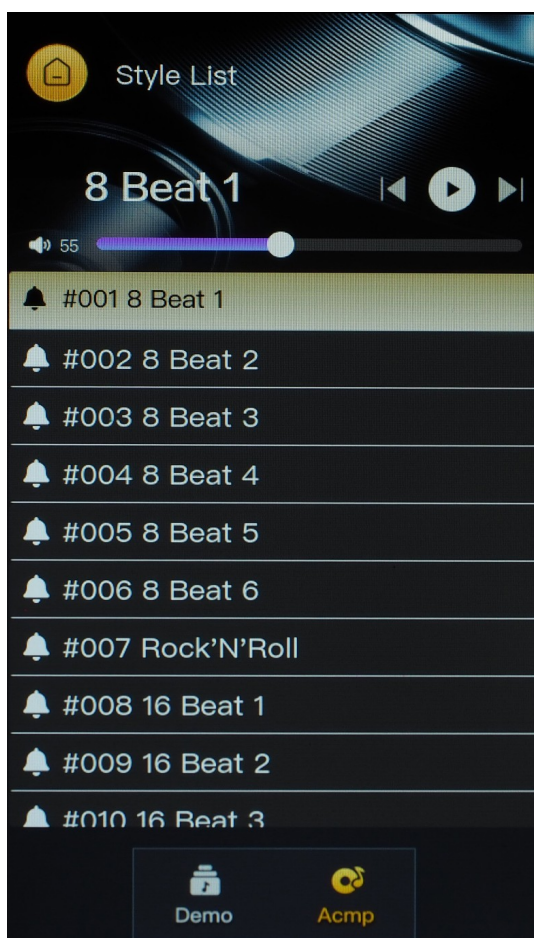 Style List
8 Beat 1
55
#001 8 Beat 1
#002 8 Beat 2
#003 8 Beat 3
#004 8 Beat 4
#005 8 Beat 5
#006 8 Beat 6
#007 Rock’N’Roll
#008 16 Beat 1
#009 16 Beat 2
#010 16 Beat 3
Demo Acmp